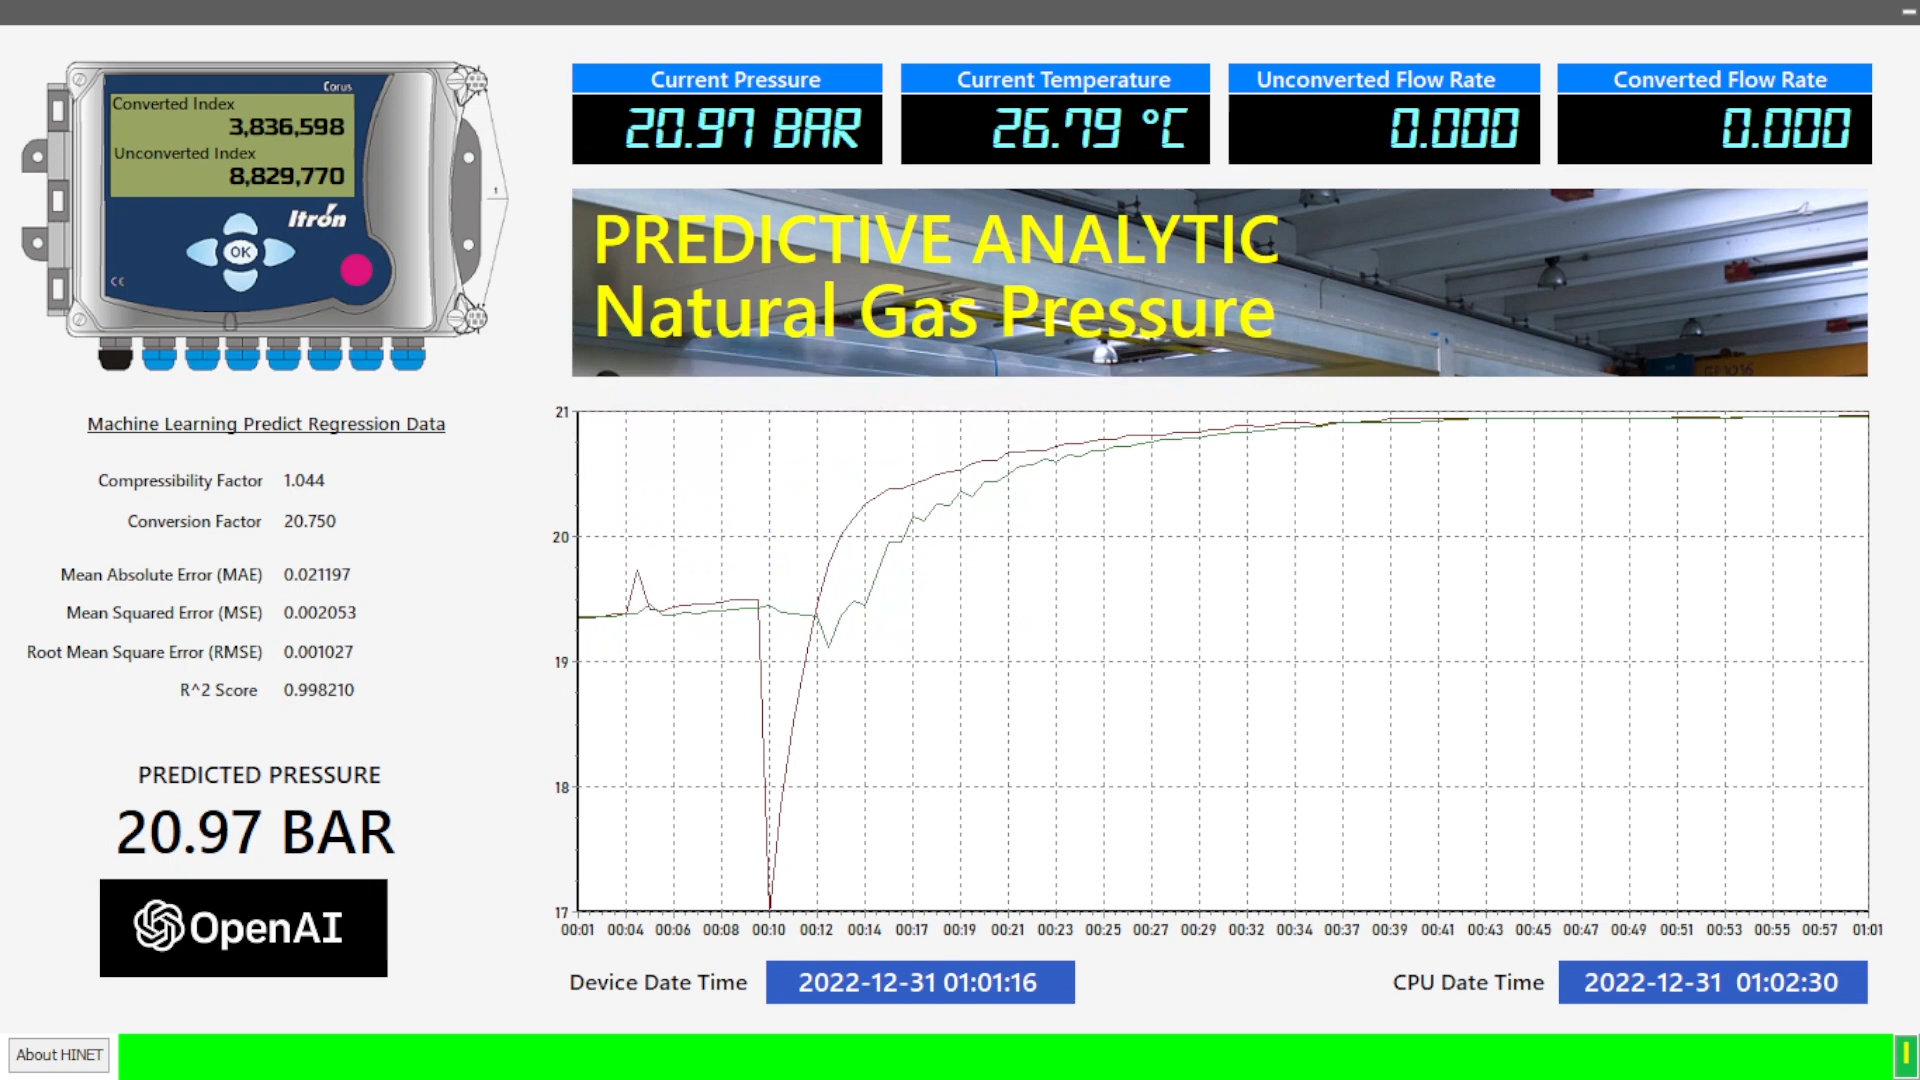 Corus
Converted Index
3,836,598
Unconverted Index
8,829,770
Itrón
OK
CE
1
Current Pressure
20.97 BAR
Current Temperature
26.79 °C
Unconverted Flow Rate
0.000
Converted Flow Rate
0.000
PREDICTIVE ANALYTIC
Natural Gas Pressure
Machine Learning Predict Regression Data
Compressibility Factor 1.044
Conversion Factor 20.750
Mean Absolute Error (MAE) 0.021197
Mean Squared Error (MSE) 0.002053
Root Mean Square Error (RMSE) 0.001027
R^2 Score 0.998210
PREDICTED PRESSURE
20.97 BAR
OpenAI
21
20
19
18
17
00:01 00:04 00:06 00:08 00:10 00:12 00:14 00:17 00:19 00:21 00:23 00:25 00:27 00:29 00:32 00:34 00:37 00:39 00:41 00:43 00:45 00:47 00:49 00:51 00:53 00:55 00:57 01:01
Device Date Time 2022-12-31 01:01:16
CPU Date Time 2022-12-31 01:02:30
About HINET